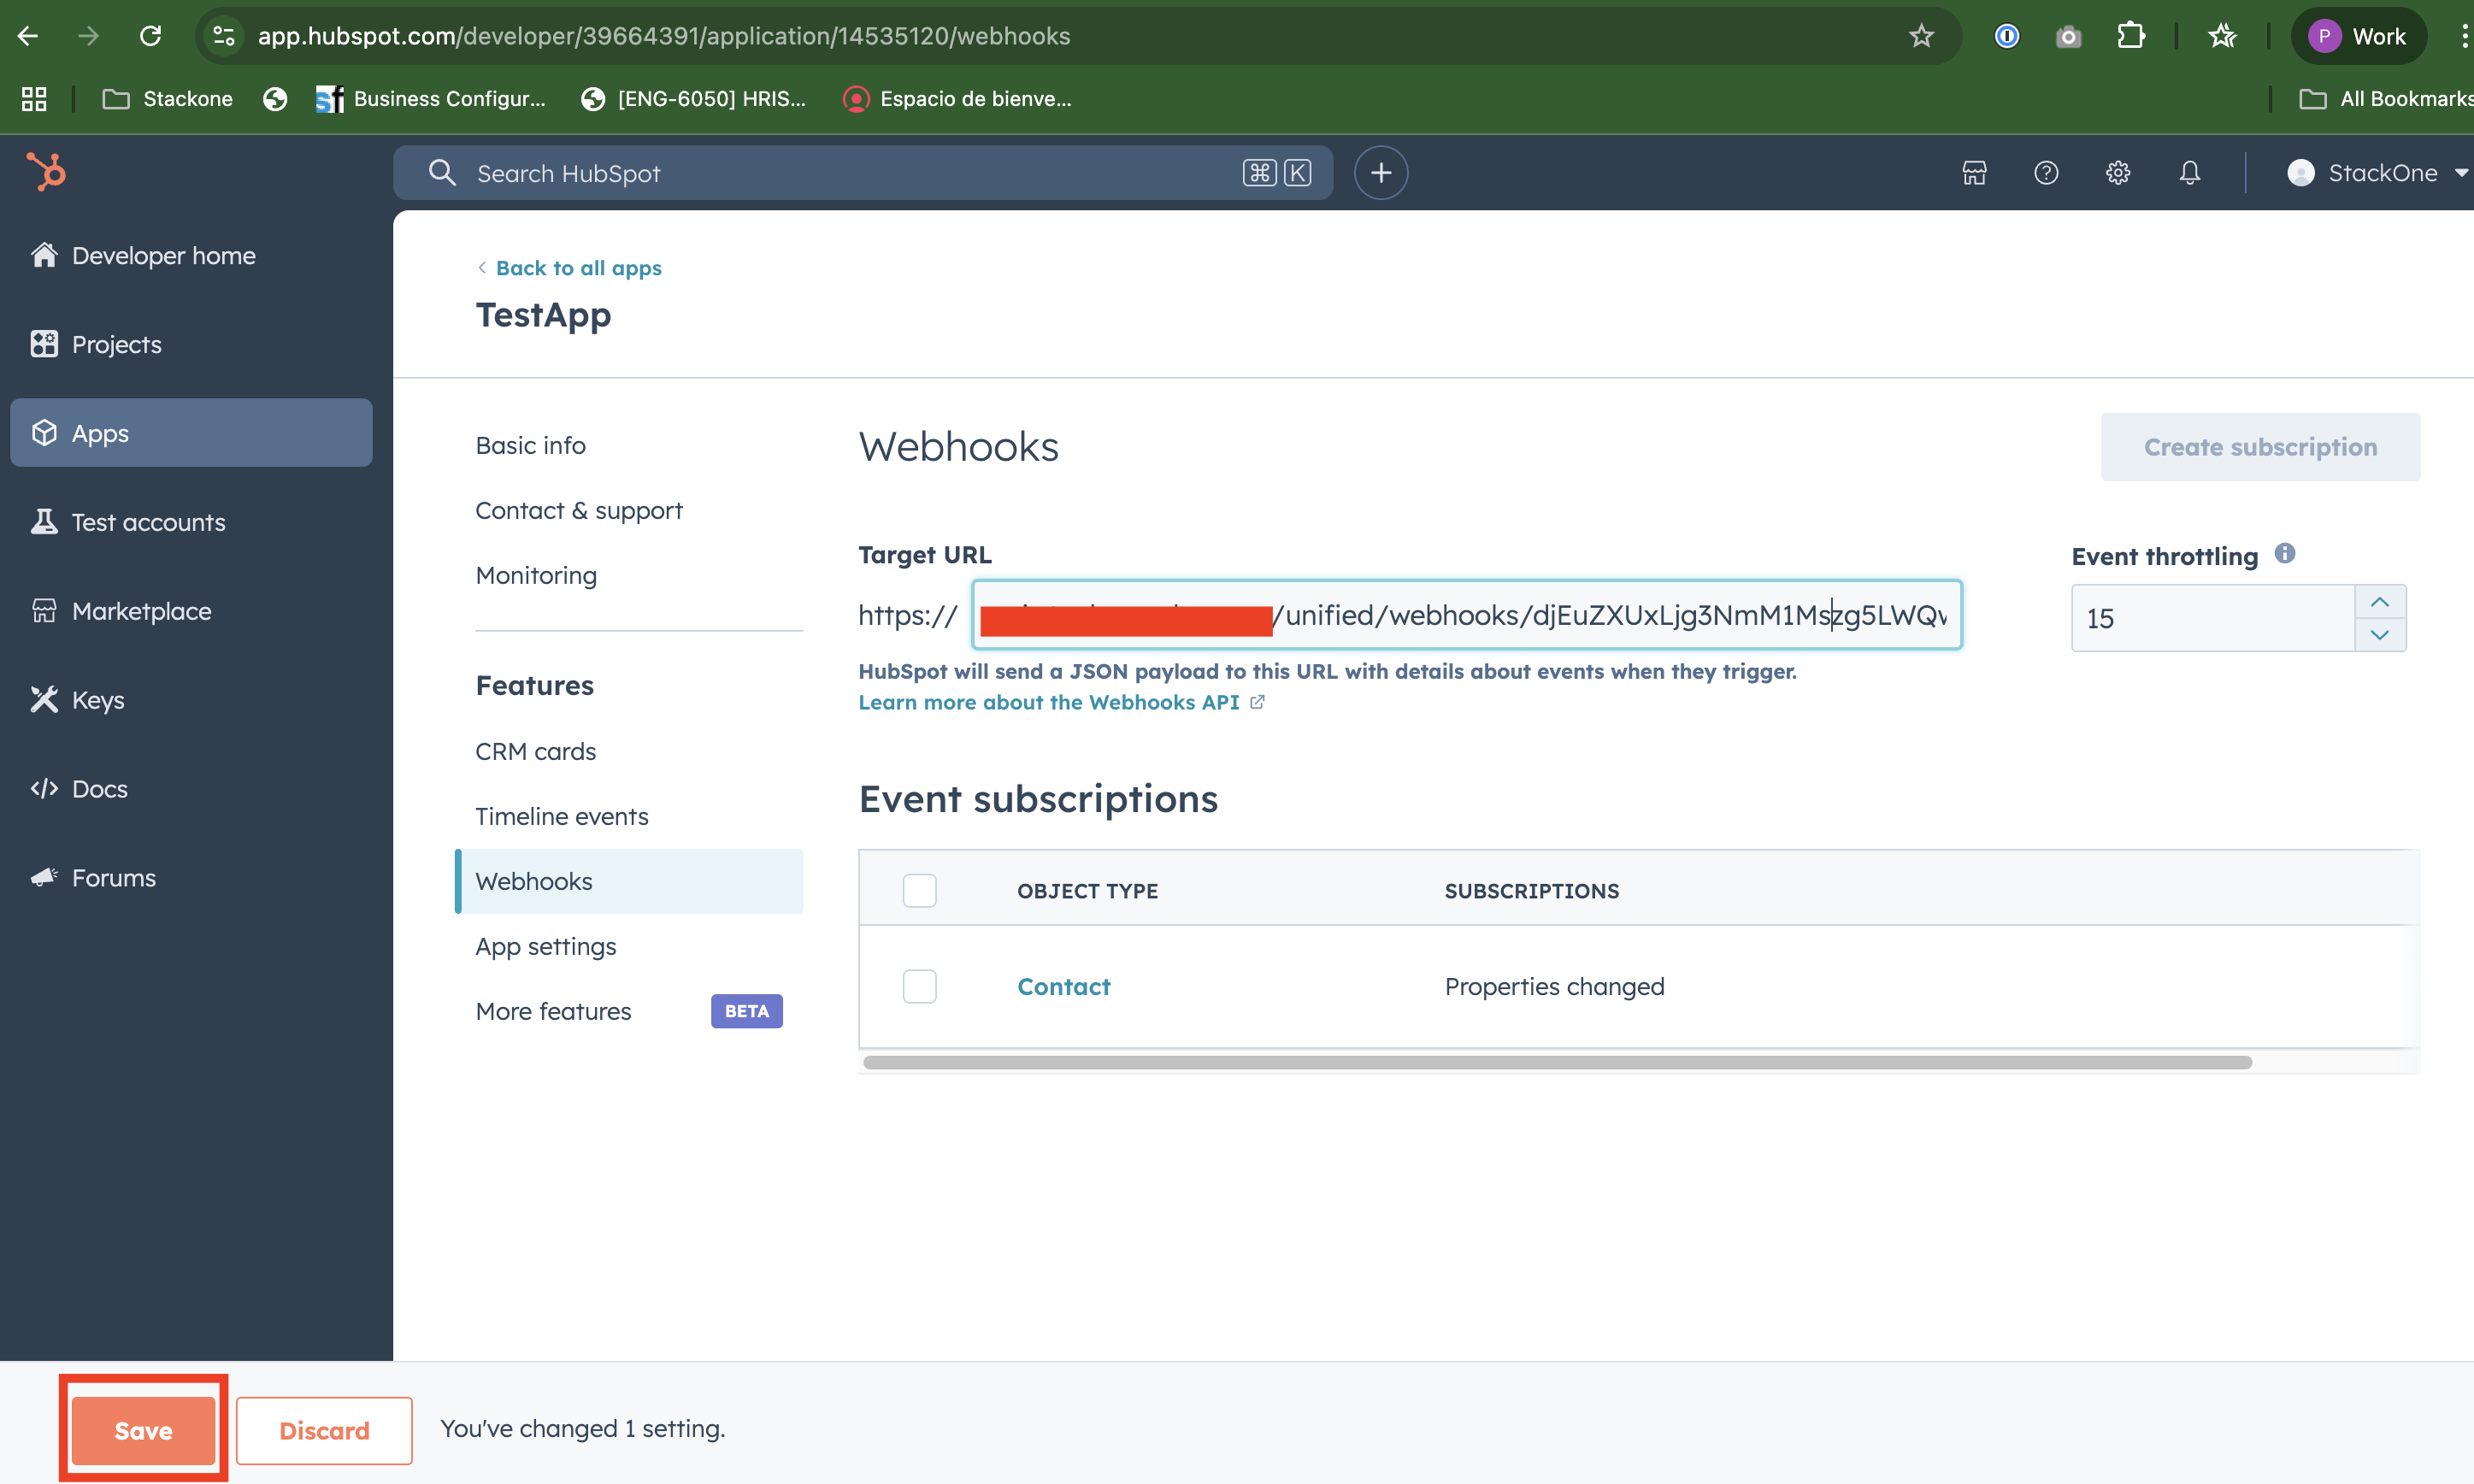 app.hubspot.com/developer/39664391/application/14535120/webhooks
P Work
Stackone
sf Business Configur...
[ENG-6050] HRIS...
Espacio de bienve...
All Bookmarks
Search HubSpot
⌘ K
StackOne
Developer home
Projects
Apps
Test accounts
Marketplace
Keys
Docs
Forums
Back to all apps
TestApp
Basic info
Contact & support
Monitoring
Features
CRM cards
Timeline events
Webhooks
App settings
More features BETA
Webhooks
Create subscription
Target URL
https:// /unified/webhooks/djEuZXUxLjg3NmM1Mszg5LWQv
HubSpot will send a JSON payload to this URL with details about events when they trigger.
Learn more about the Webhooks API
Event throttling
15
Event subscriptions
OBJECT TYPE SUBSCRIPTIONS
Contact Properties changed
Save Discard You've changed 1 setting.